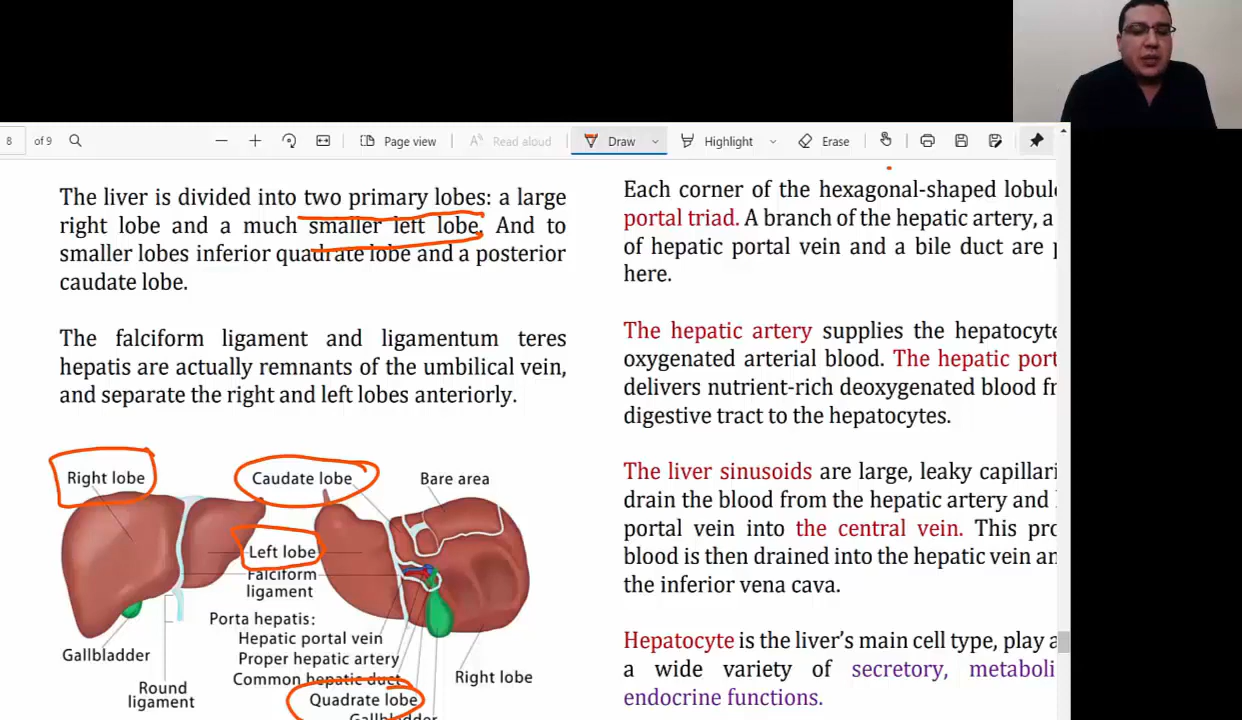 8 of 9 Page view Read aloud Draw Highlight Erase
The liver is divided into two primary lobes: a large
right lobe and a much smaller left lobe. And to
smaller lobes inferior quadrate lobe and a posterior
caudate lobe.
The falciform ligament and ligamentum teres
hepatis are actually remnants of the umbilical vein,
and separate the right and left lobes anteriorly.
Right lobe
Caudate lobe
Bare area
Left lobe
Falciform
ligament
Porta hepatis:
Hepatic portal vein
Proper hepatic artery
Common hepatic duct
Quadrate lobe
Gallbladder
Gallbladder
Round
ligament
Right lobe
Each corner of the hexagonal-shaped lobul
portal triad. A branch of the hepatic artery, a
of hepatic portal vein and a bile duct are
here.
The hepatic artery supplies the hepatocyt
oxygenated arterial blood. The hepatic port
delivers nutrient-rich deoxygenated blood fr
digestive tract to the hepatocytes.
The liver sinusoids are large, leaky capillari
drain the blood from the hepatic artery and
portal vein into the central vein. This pro
blood is then drained into the hepatic vein an
the inferior vena cava.
Hepatocyte is the liver’s main cell type, play a
a wide variety of secretory, metaboli
endocrine functions.